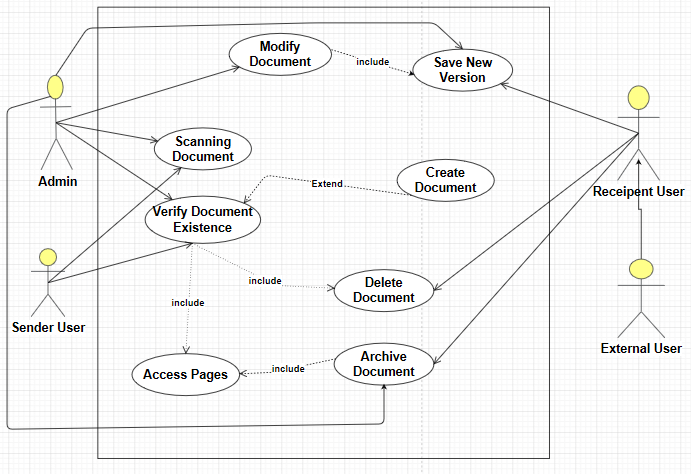 Modify
Document
include
Save New
Version
Admin
Scanning
Document
Extend
Create
Document
Receipent User
Verify Document
Existence
Sender User
include
include
Delete
Document
External User
Access Pages
include
Archive
Document